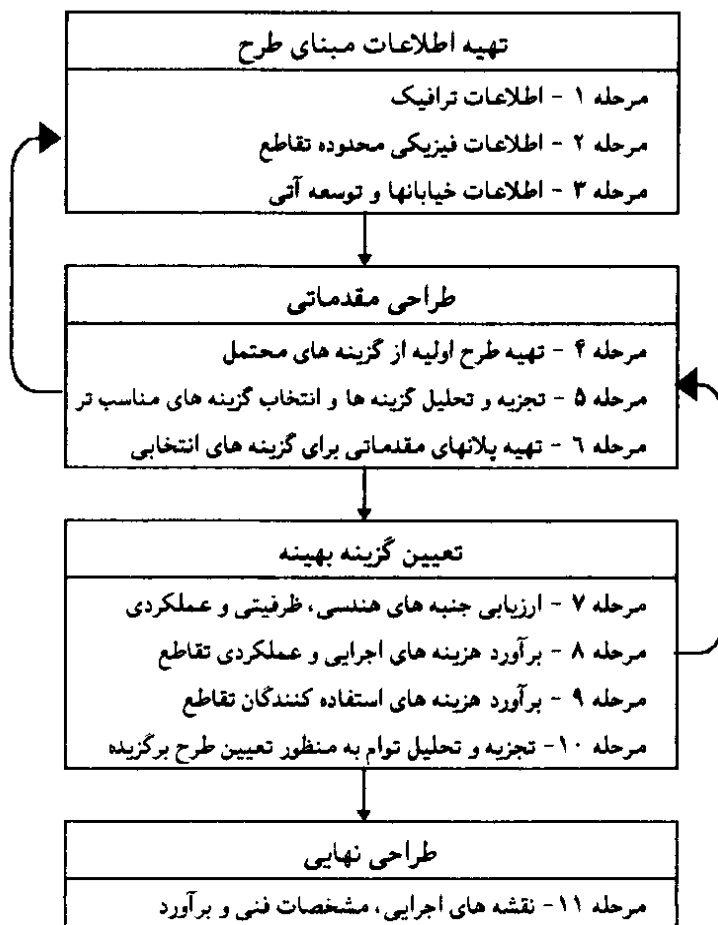 تهیه اطلاعات مبنای طرح
مرحله ۱ - اطلاعات ترافیک
مرحله ۲ - اطلاعات فیزیکی محدوده تقاطع
مرحله ۳ - اطلاعات خیابانها و توسعه آتی
طراحی مقدماتی
مرحله ۴ - تهیه طرح اولیه از گزینه های محتمل
مرحله ۵ - تجزیه و تحلیل گزینه ها و انتخاب گزینه های مناسب تر
مرحله ٦ - تهیه پلانهای مقدماتی برای گزینه های انتخابی
تعیین گزینه بهینه
مرحله ۷ - ارزیابی جنبه های هندسی، ظرفیتی و عملکردی
مرحله ۸ - برآورد هزینه های اجرایی و عملکردی تقاطع
مرحله ۹ - برآورد هزینه های استفاده کنندگان تقاطع
مرحله ۱۰- تجزیه و تحلیل توام به منظور تعیین طرح برگزیده
طراحی نهایی
مرحله ۱۱- نقشه های اجرایی، مشخصات فنی و برآورد